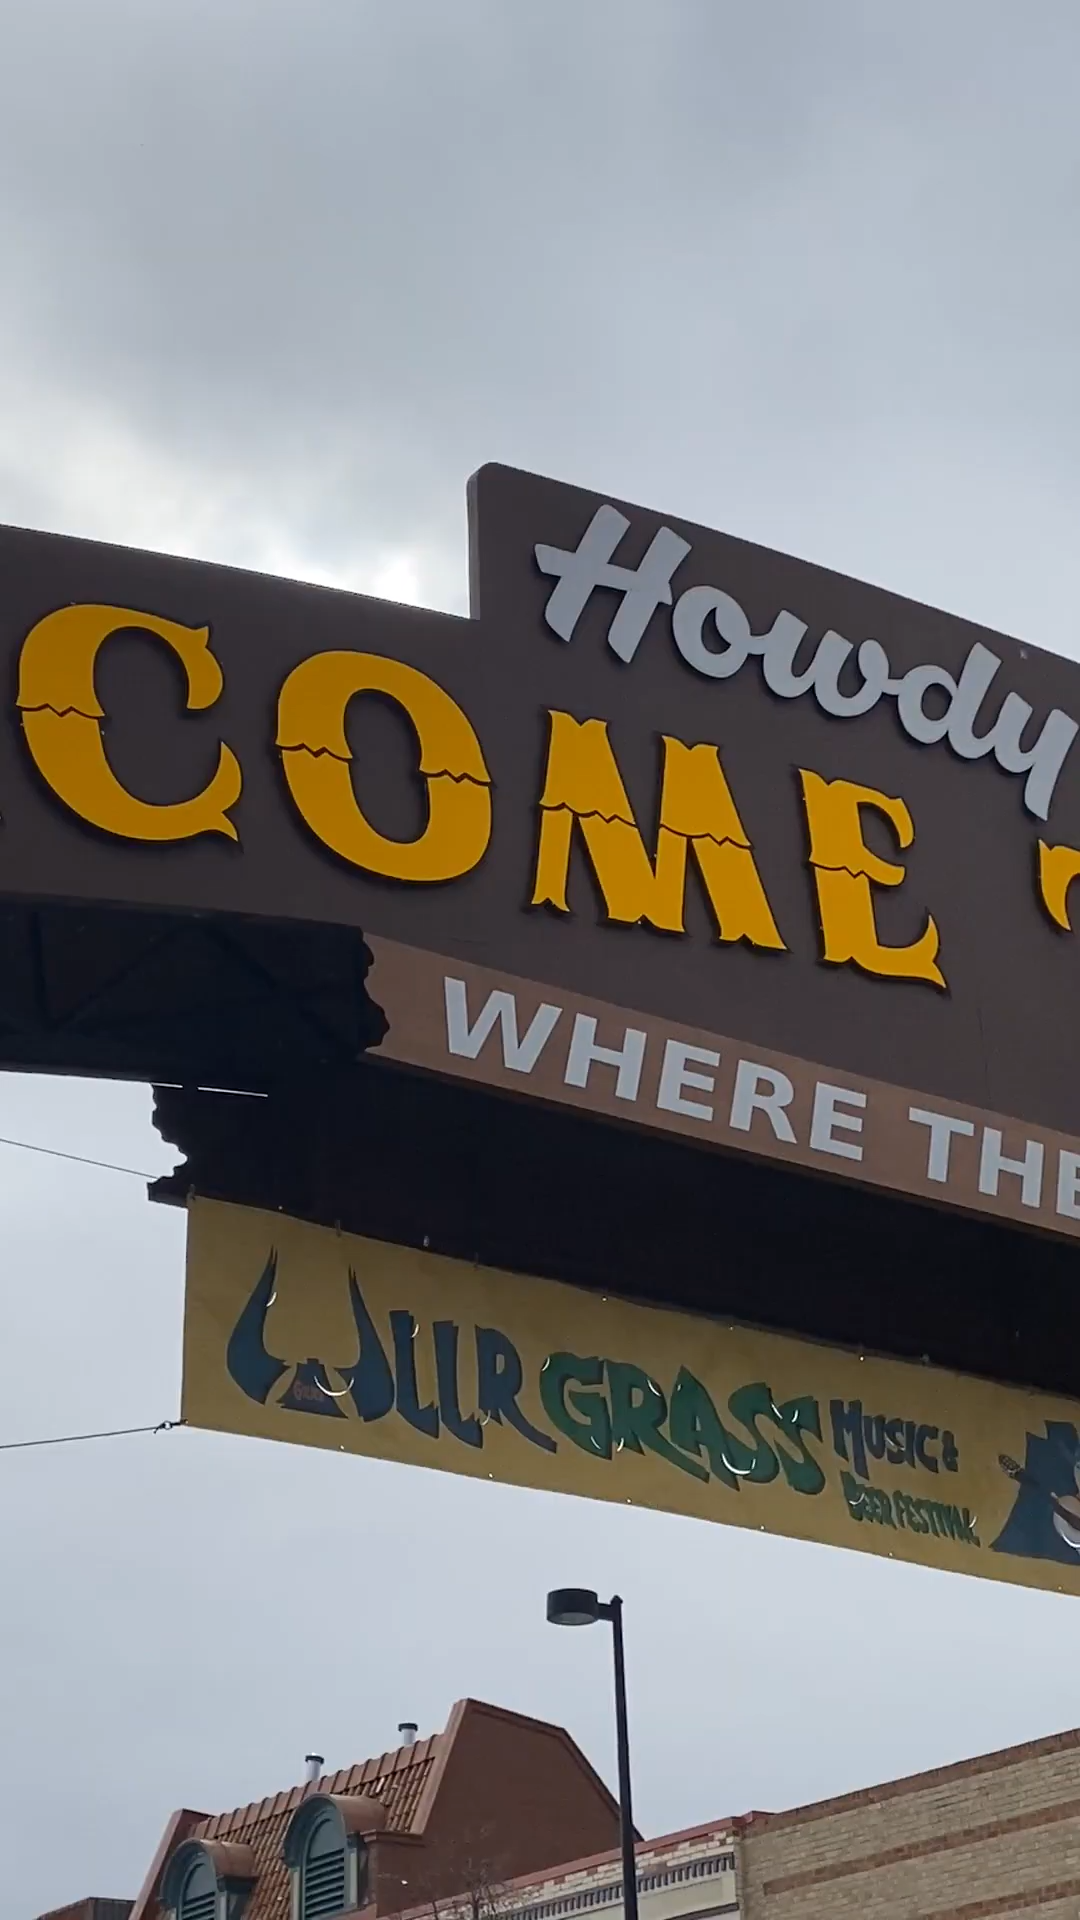 Howdy
COME T
WHERE THE
ULLR GRASS MUSIC &
BEER FESTIVAL